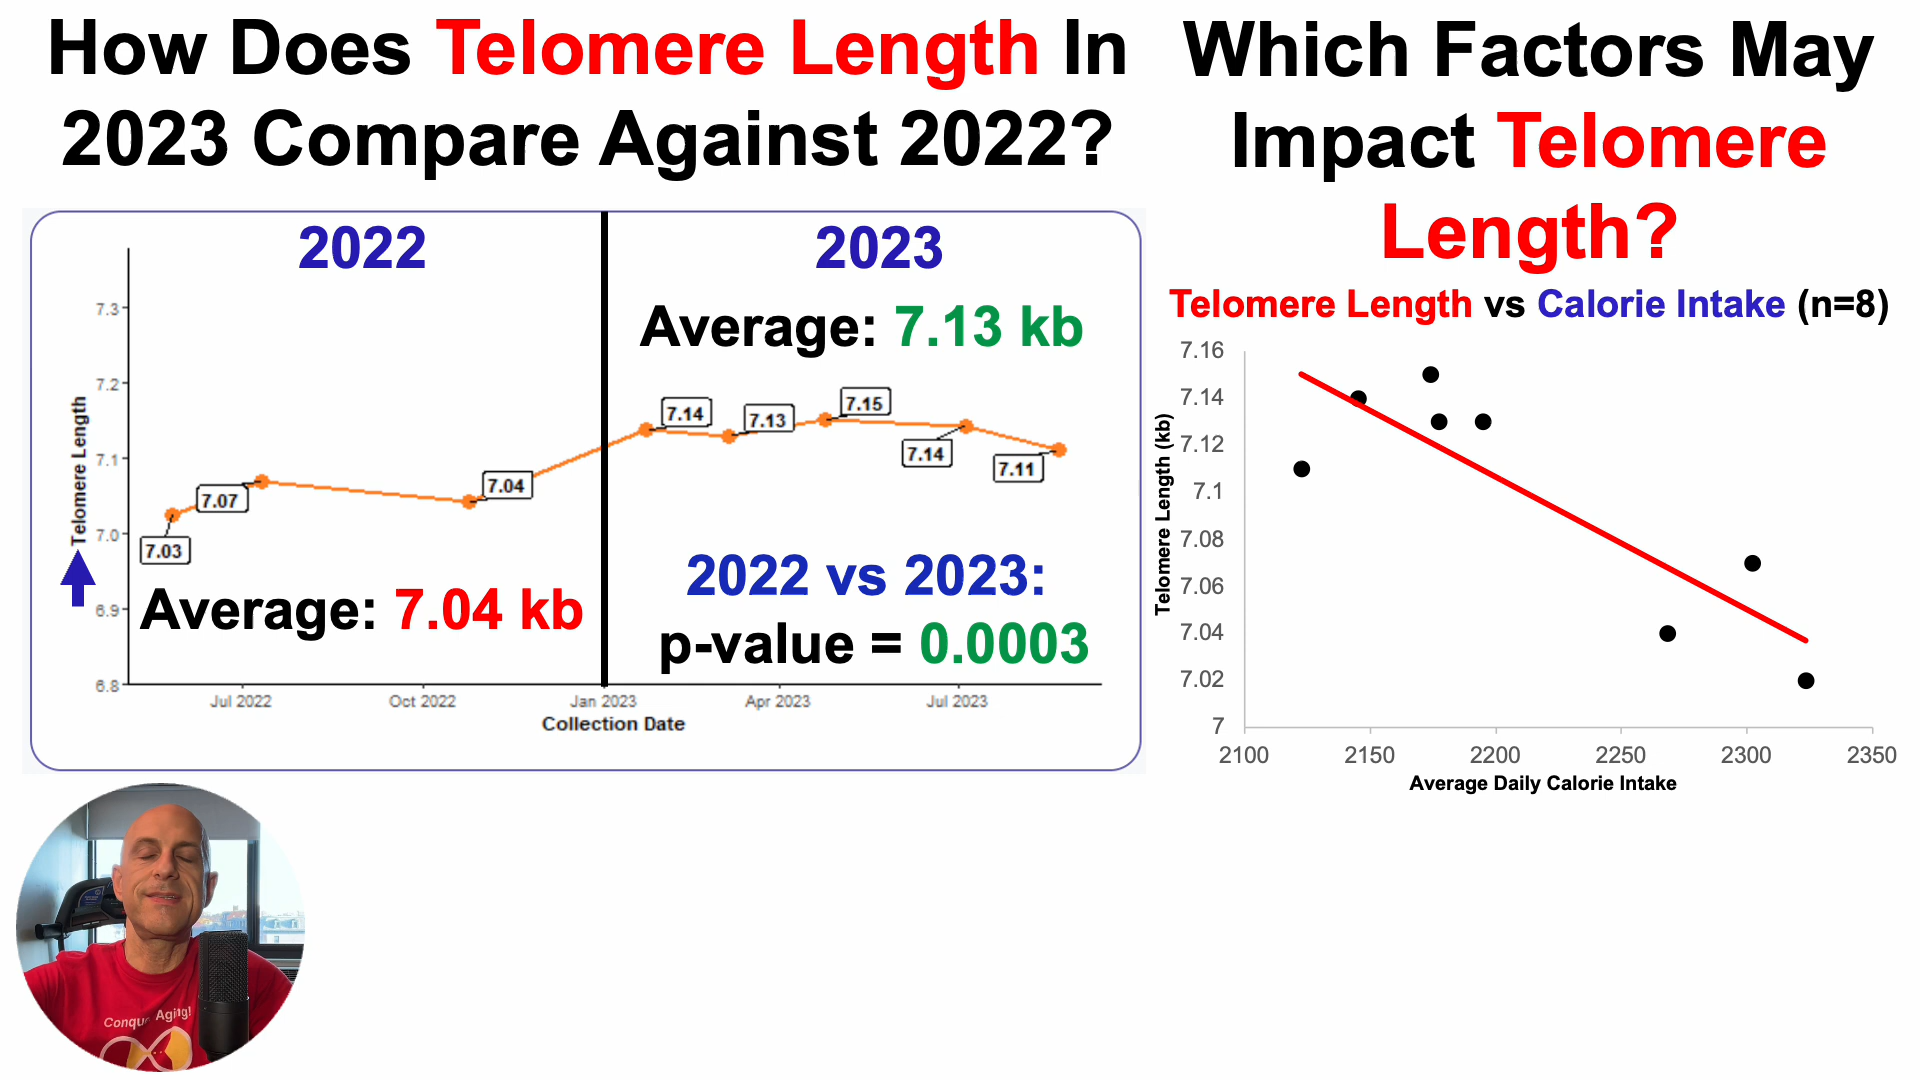 How Does Telomere Length In
2023 Compare Against 2022?
Which Factors May
Impact Telomere
Length?
2022
2023
Average: 7.13 kb
7.3
7.2
7.1
7.0
6.9
6.8
Telomere Length
7.03
7.07
7.04
7.14
7.13
7.15
7.14
7.11
Average: 7.04 kb
2022 vs 2023:
p-value = 0.0003
Jul 2022
Oct 2022
Jan 2023
Apr 2023
Jul 2023
Collection Date
Telomere Length vs Calorie Intake (n=8)
7.16
7.14
7.12
7.1
7.08
7.06
7.04
7.02
7
Telomere Length (kb)
2100
2150
2200
2250
2300
2350
Average Daily Calorie Intake
Aging!